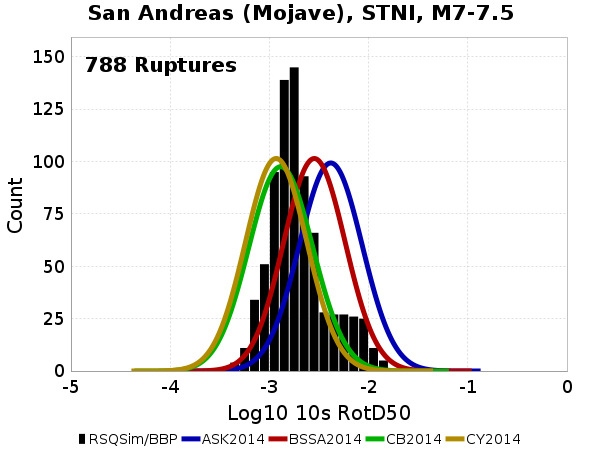 San Andreas (Mojave), STNI, M7-7.5
788 Ruptures
150
125
100
75
50
25
0
Count
-5 -4 -3 -2 -1 0
Log10 10s RotD50
RSQSim/BBP ASK2014 BSSA2014 CB2014 CY2014